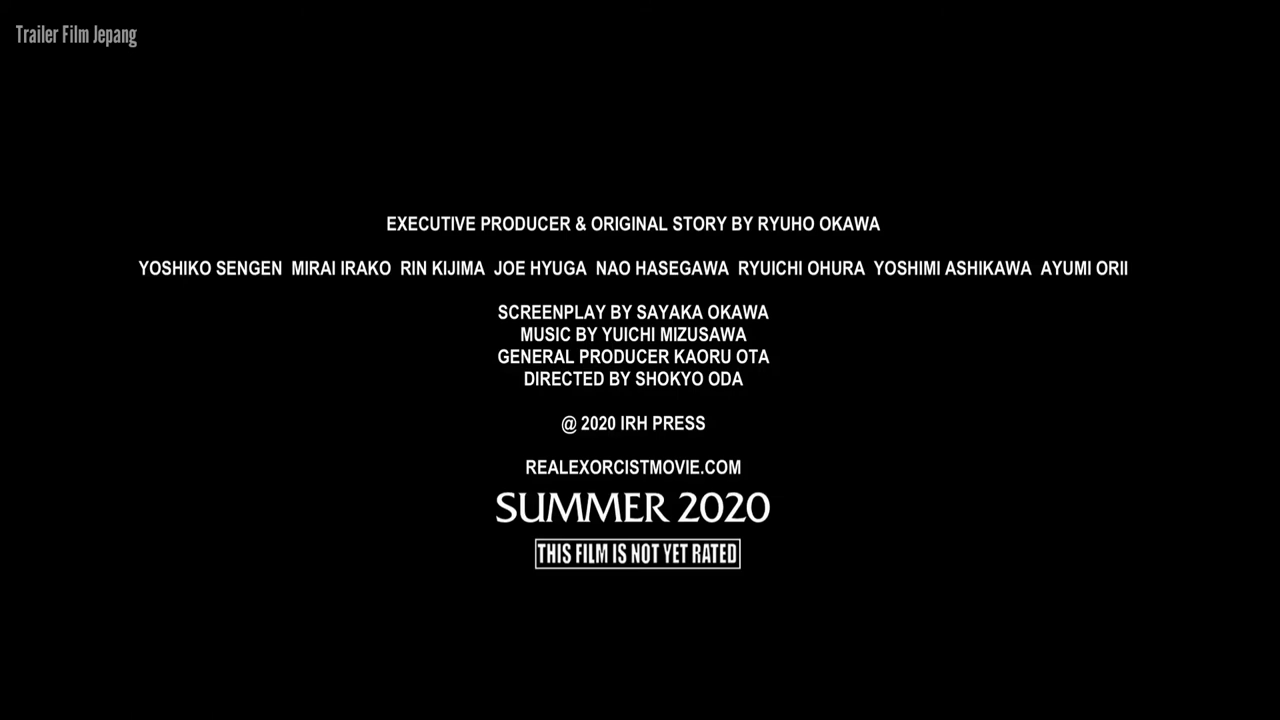 Trailer Film Jepang
EXECUTIVE PRODUCER & ORIGINAL STORY BY RYUHO OKAWA
YOSHIKO SENGEN MIRAI IRAKO RIN KIJIMA JOE HYUGA NAO HASEGAWA RYUICHI OHURA YOSHIMI ASHIKAWA AYUMI ORII
SCREENPLAY BY SAYAKA OKAWA
MUSIC BY YUICHI MIZUSAWA
GENERAL PRODUCER KAORU OTA
DIRECTED BY SHOKYO ODA
@ 2020 IRH PRESS
REALEXORCISTMOVIE.COM
SUMMER 2020
THIS FILM IS NOT YET RATED